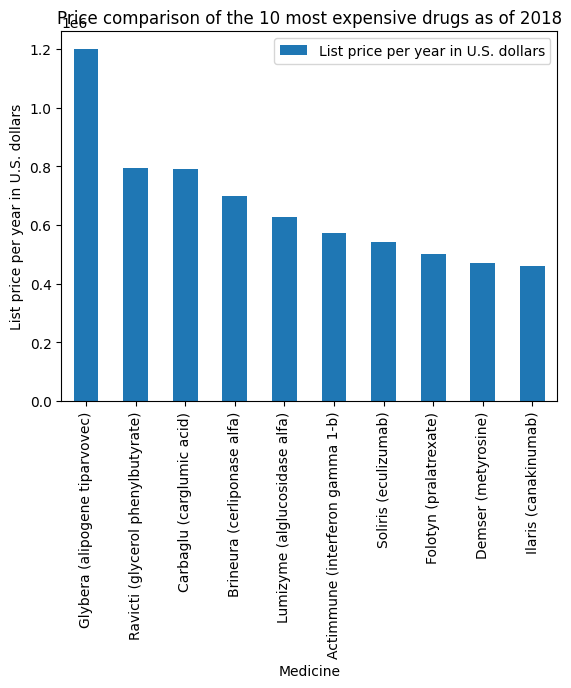 Price comparison of the 10 most expensive drugs as of 2018
1e6
List price per year in U.S. dollars
1.2
1.0
0.8
0.6
0.4
0.2
0.0
List price per year in U.S. dollars
Glybera (alipogene tiparvovec)
Ravicti (glycerol phenylbutyrate)
Carbaglu (carglumic acid)
Brineura (cerliponase alfa)
Lumizyme (alglucosidase alfa)
Actimmune (interferon gamma 1-b)
Soliris (eculizumab)
Folotyn (pralatrexate)
Demser (metyrosine)
Ilaris (canakinumab)
Medicine